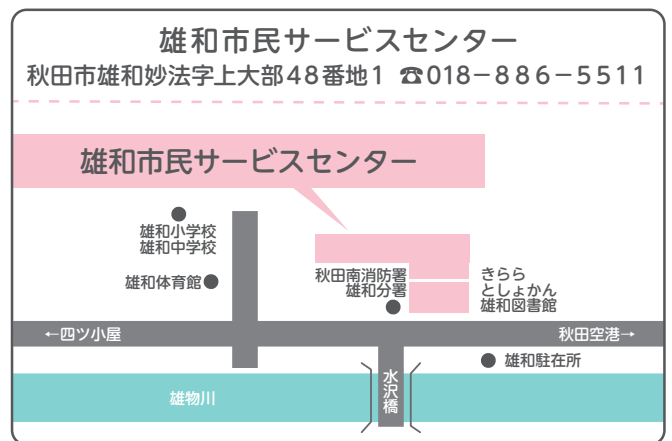 雄和市民サービスセンター
秋田市雄和妙法字上大部48番地1 ☎018－886－5511
雄和市民サービスセンター
雄和小学校
雄和中学校
雄和体育館
秋田南消防署
雄和分署
きらら
としょかん
雄和図書館
←四ツ小屋
秋田空港→
雄和駐在所
水沢橋
雄物川